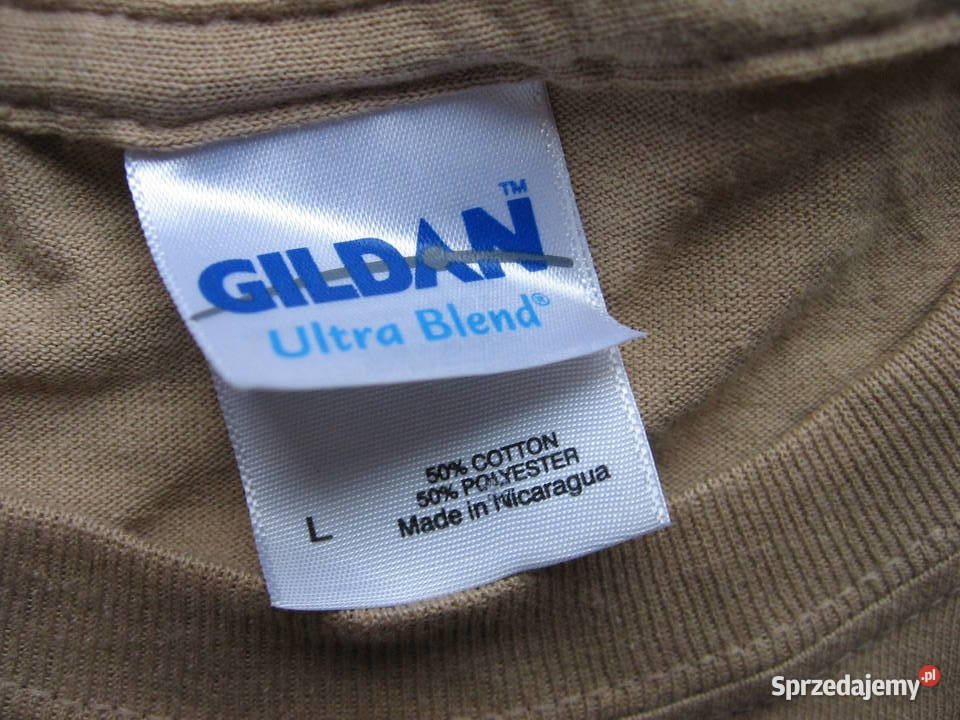 GILDAN™
Ultra Blend®
50% COTTON
50% POLYESTER
L Made in Nicaragua
Sprzedajemy.pl